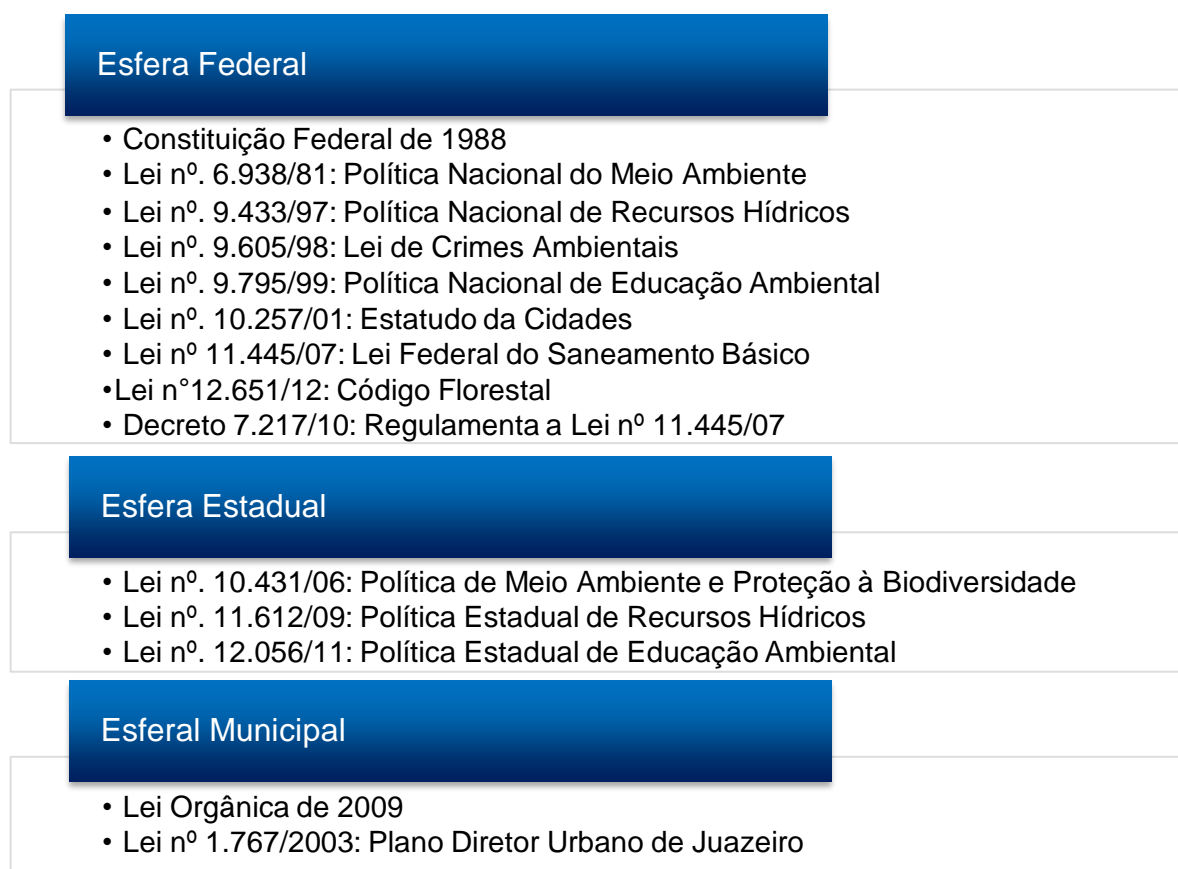 Esfera Federal
• Constituição Federal de 1988
• Lei nº. 6.938/81: Política Nacional do Meio Ambiente
• Lei nº. 9.433/97: Política Nacional de Recursos Hídricos
• Lei nº. 9.605/98: Lei de Crimes Ambientais
• Lei nº. 9.795/99: Política Nacional de Educação Ambiental
• Lei nº. 10.257/01: Estatudo da Cidades
• Lei nº 11.445/07: Lei Federal do Saneamento Básico
•Lei n°12.651/12: Código Florestal
• Decreto 7.217/10: Regulamenta a Lei nº 11.445/07
Esfera Estadual
• Lei nº. 10.431/06: Política de Meio Ambiente e Proteção à Biodiversidade
• Lei nº. 11.612/09: Política Estadual de Recursos Hídricos
• Lei nº. 12.056/11: Política Estadual de Educação Ambiental
Esferal Municipal
• Lei Orgânica de 2009
• Lei nº 1.767/2003: Plano Diretor Urbano de Juazeiro